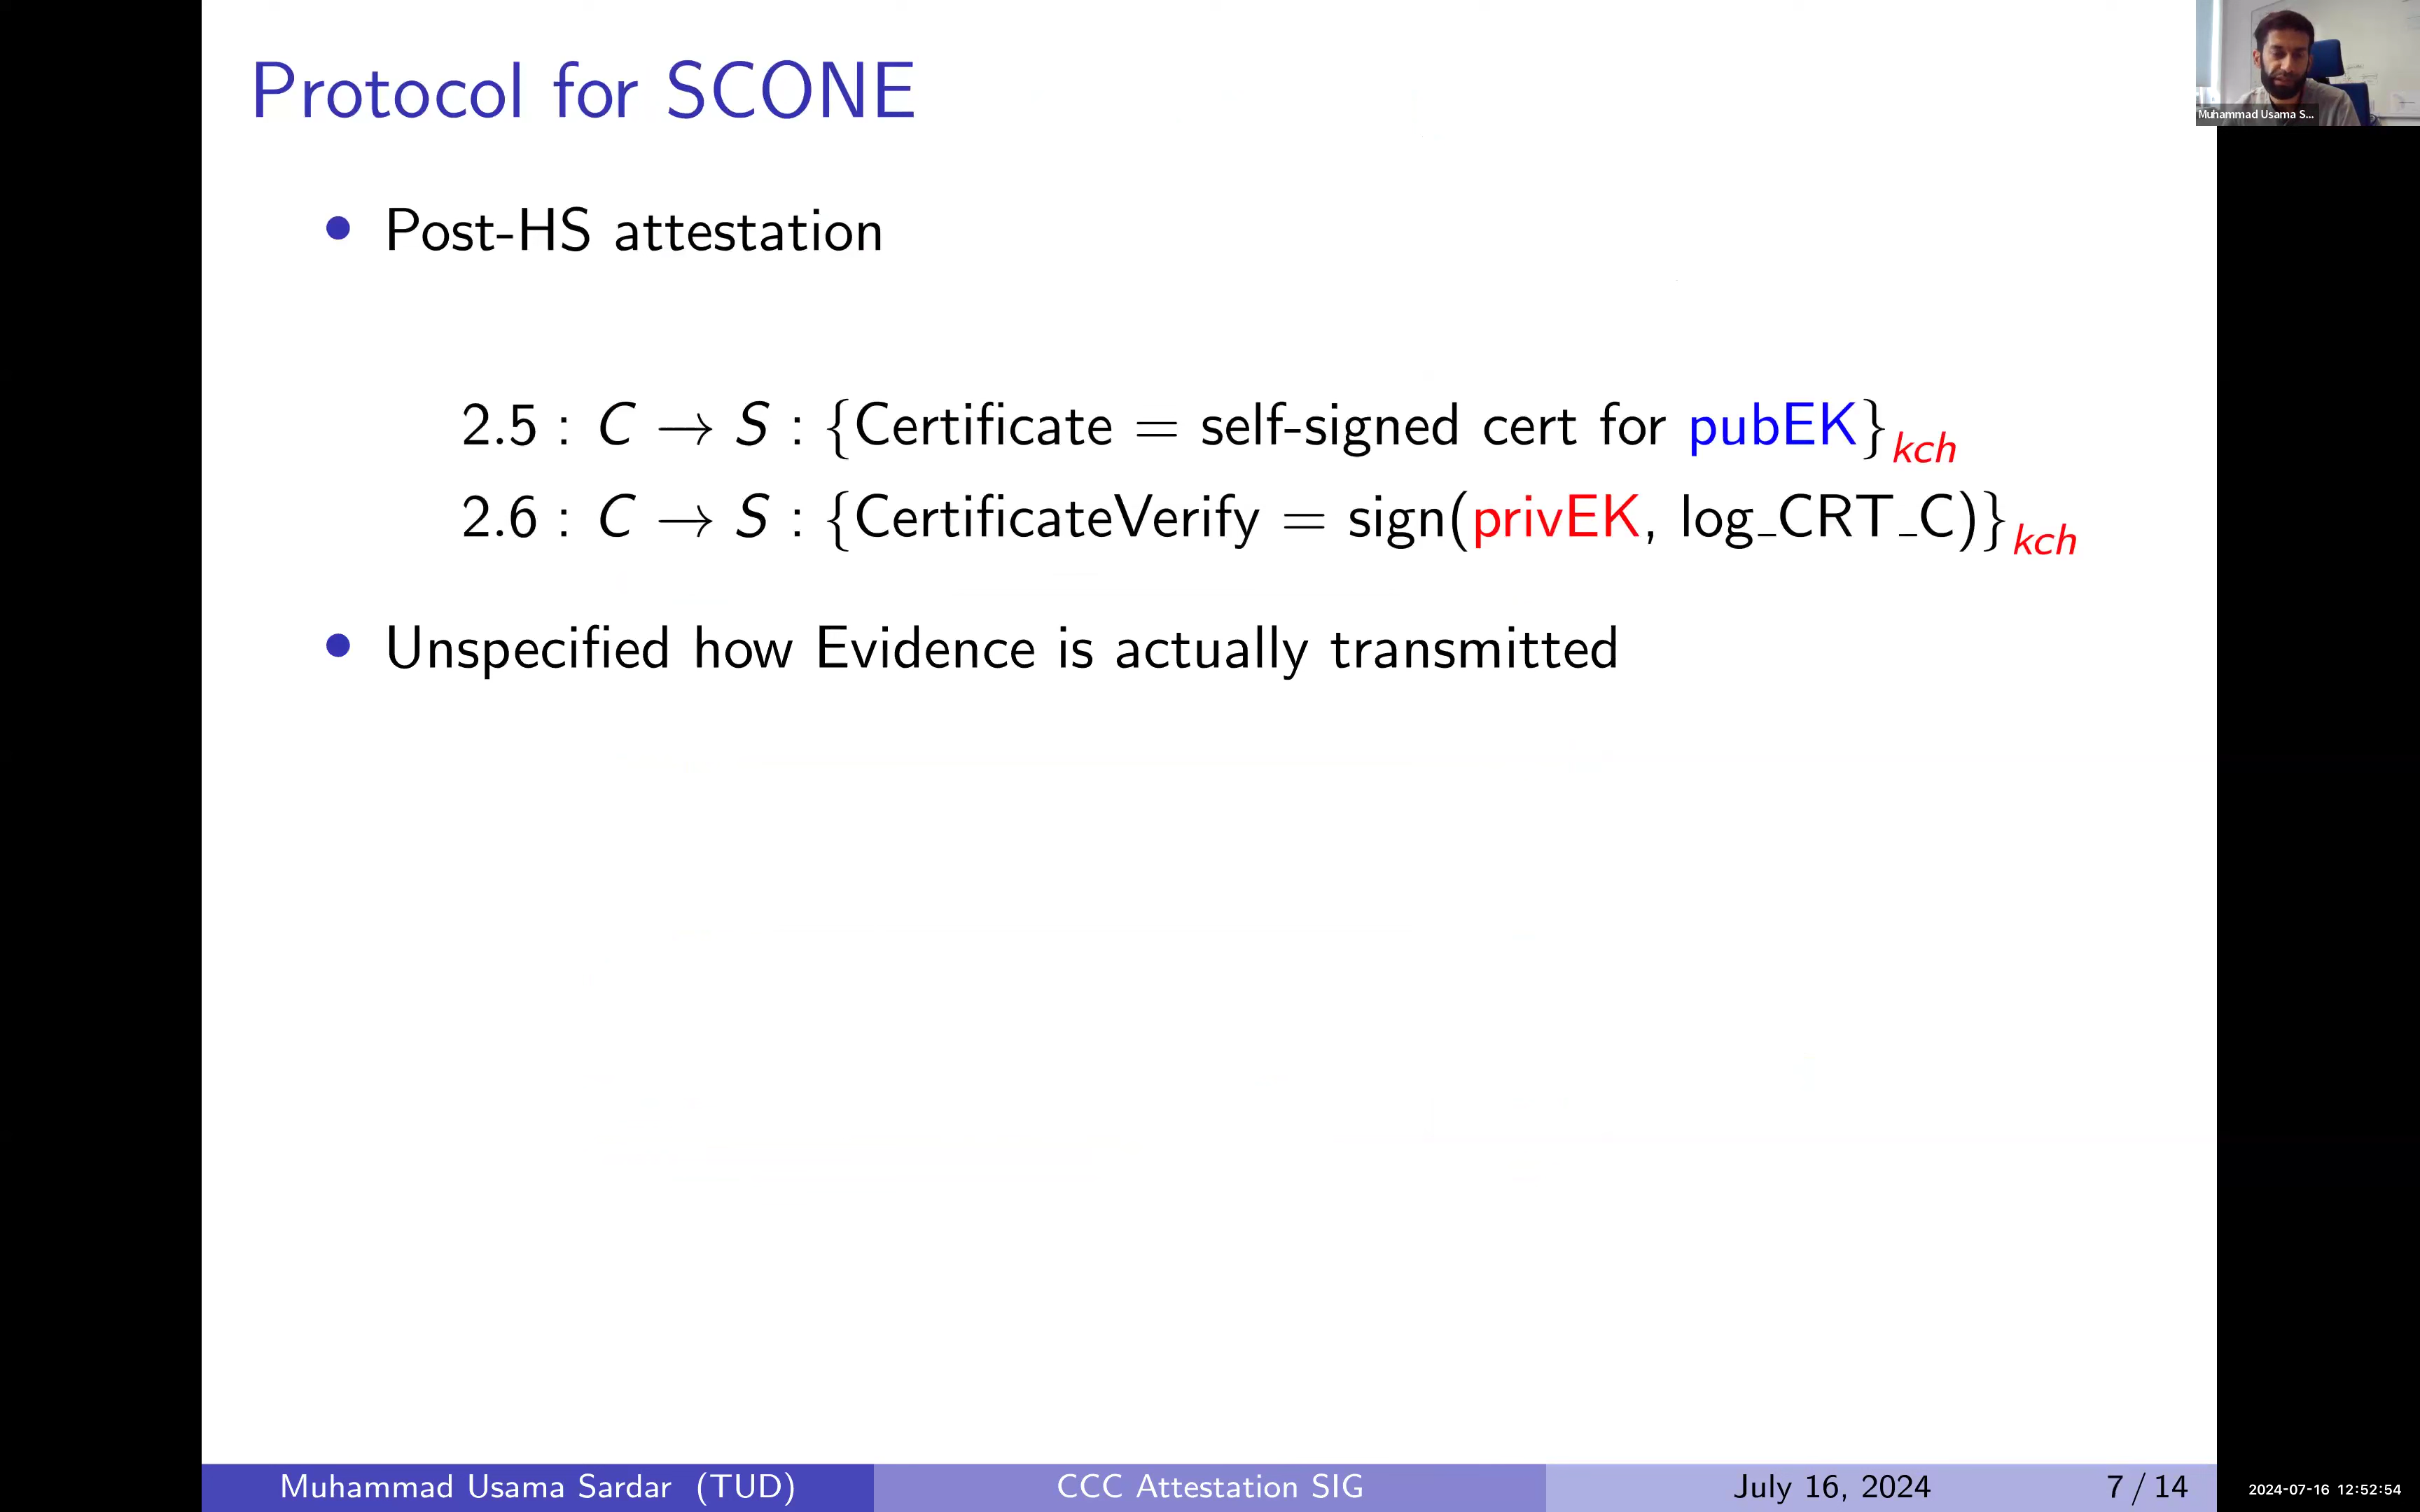 Protocol for SCONE
Muhammad Usama S...
• Post-HS attestation
2.5 : C → S : {Certificate = self-signed cert for pubEK}kch
2.6 : C → S : {CertificateVerify = sign(privEK, log_CRT_C)}kch
• Unspecified how Evidence is actually transmitted
Muhammad Usama Sardar (TUD) CCC Attestation SIG July 16, 2024 7 / 14
2024-07-16 12:52:54